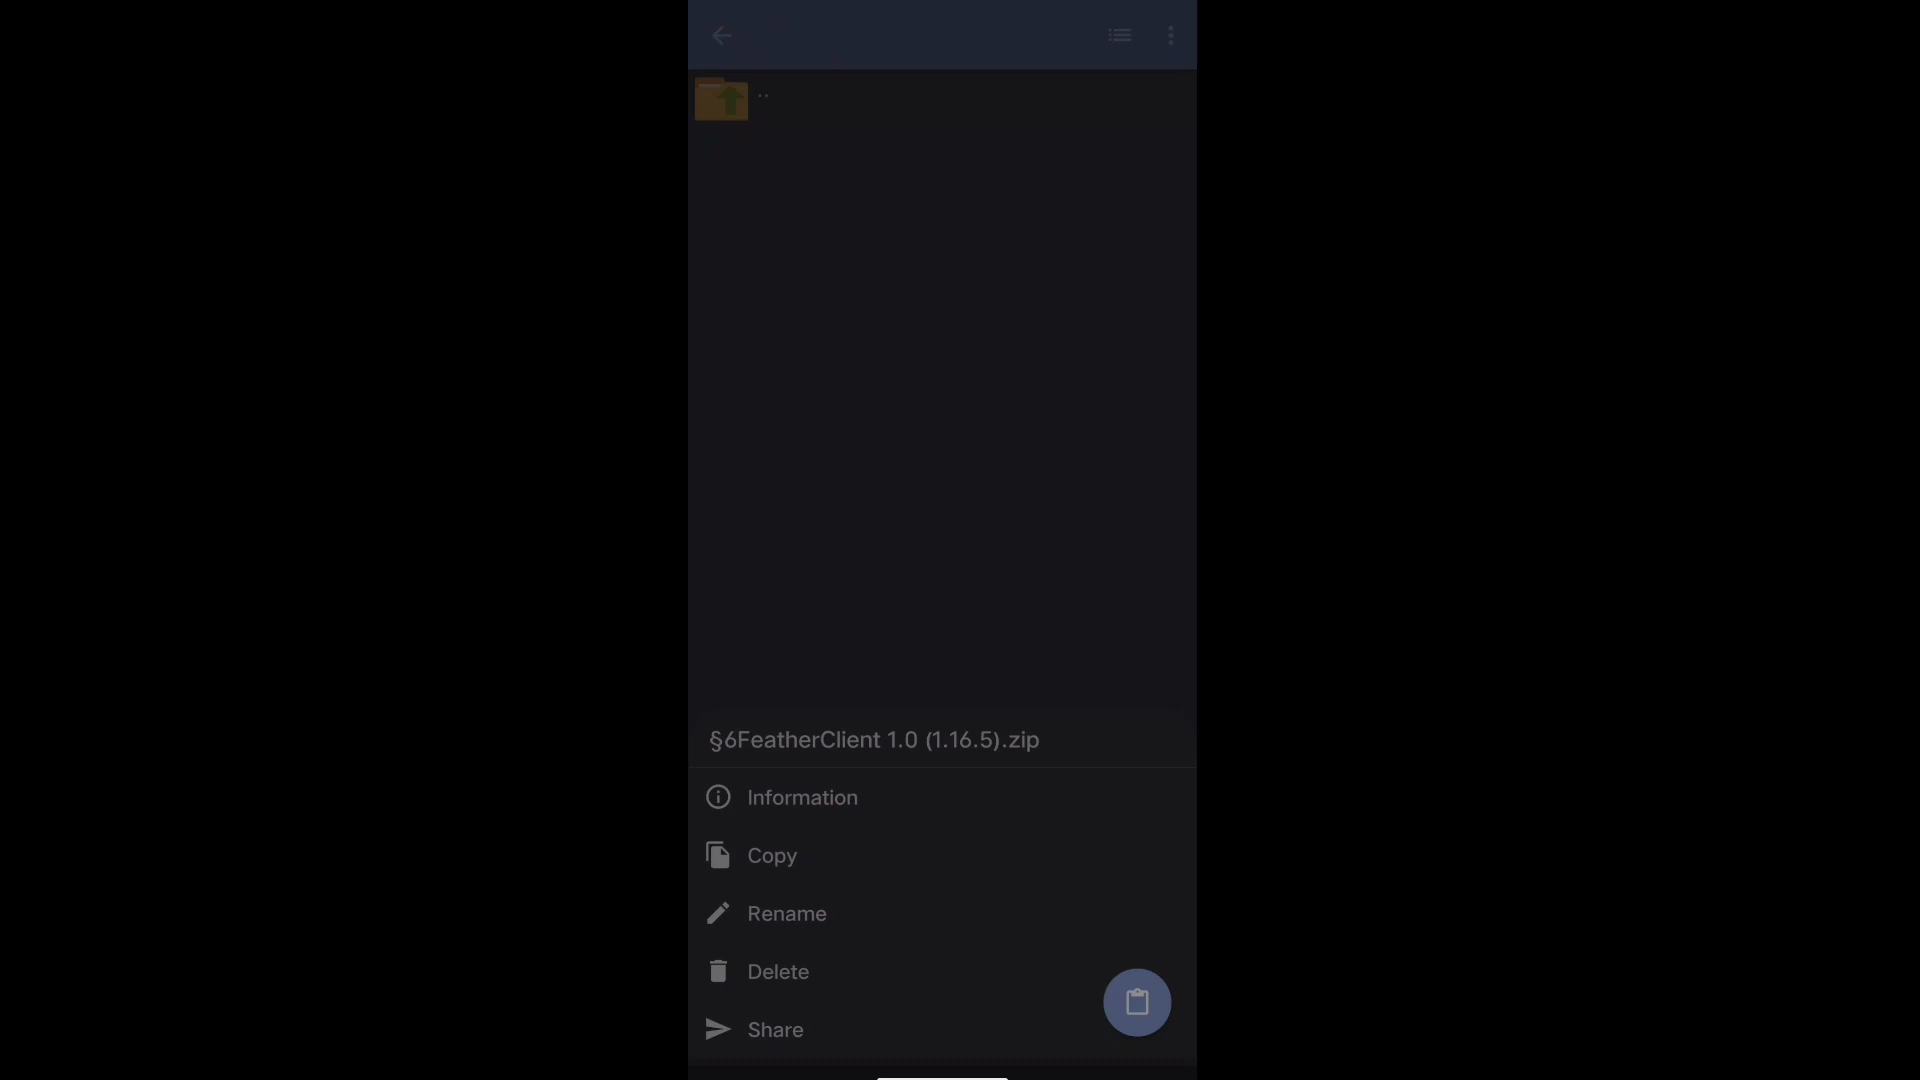 ..
§6FeatherClient 1.0 (1.16.5).zip
Information
Copy
Rename
Delete
Share